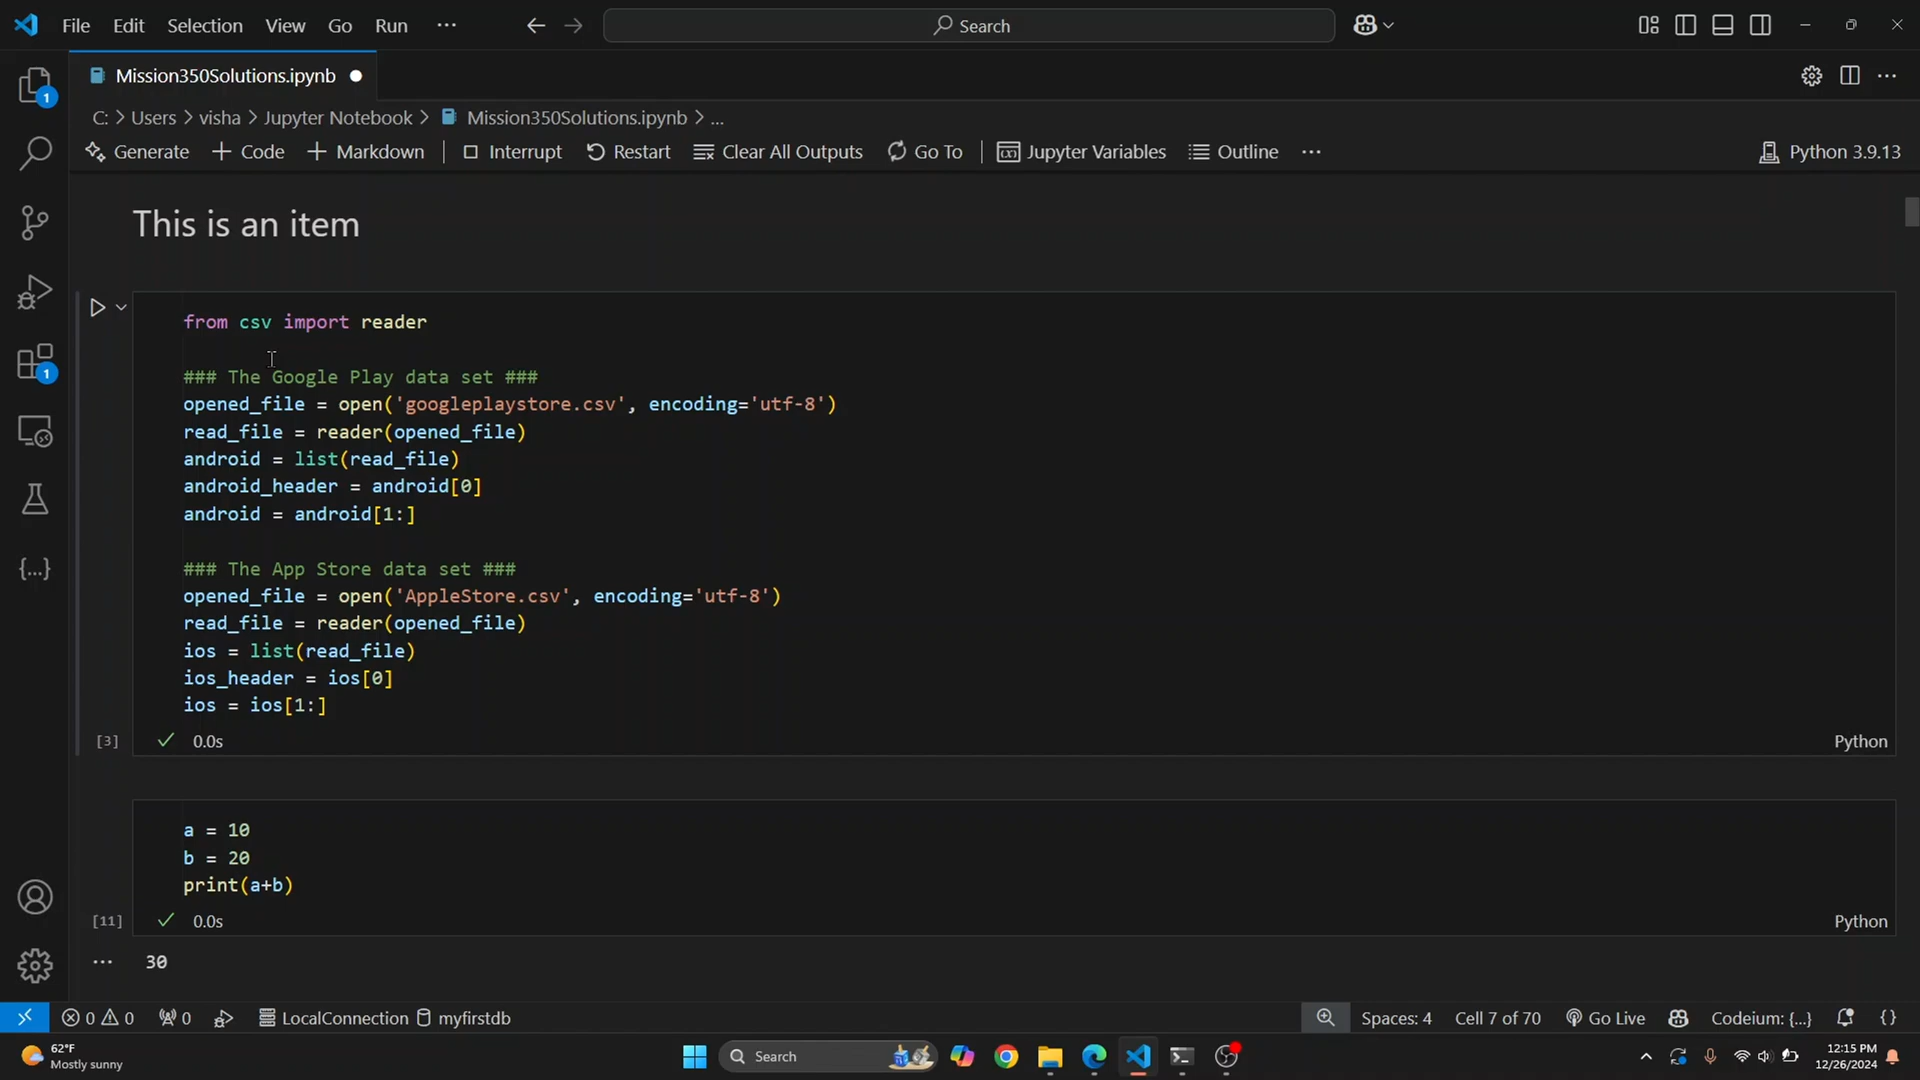 File Edit Selection View Go Run ··· Search
Mission350Solutions.ipynb
C: > Users > visha > Jupyter Notebook > Mission350Solutions.ipynb > ...
Generate + Code + Markdown Interrupt Restart Clear All Outputs Go To Jupyter Variables Outline ··· Python 3.9.13
This is an item
from csv import reader
### The Google Play data set ###
opened_file = open('googleplaystore.csv', encoding='utf-8')
read_file = reader(opened_file)
android = list(read_file)
android_header = android[0]
android = android[1:]
### The App Store data set ###
opened_file = open('AppleStore.csv', encoding='utf-8')
read_file = reader(opened_file)
ios = list(read_file)
ios_header = ios[0]
ios = ios[1:]
[3] ✓ 0.0s Python
a = 10
b = 20
print(a+b)
[11] ✓ 0.0s Python
··· 30
1
1
0 0 0 LocalConnection myfirstdb Spaces: 4 Cell 7 of 70 Go Live Codeium: {...} {}
62°F
Mostly sunny
Search
12:15 PM
12/26/2024